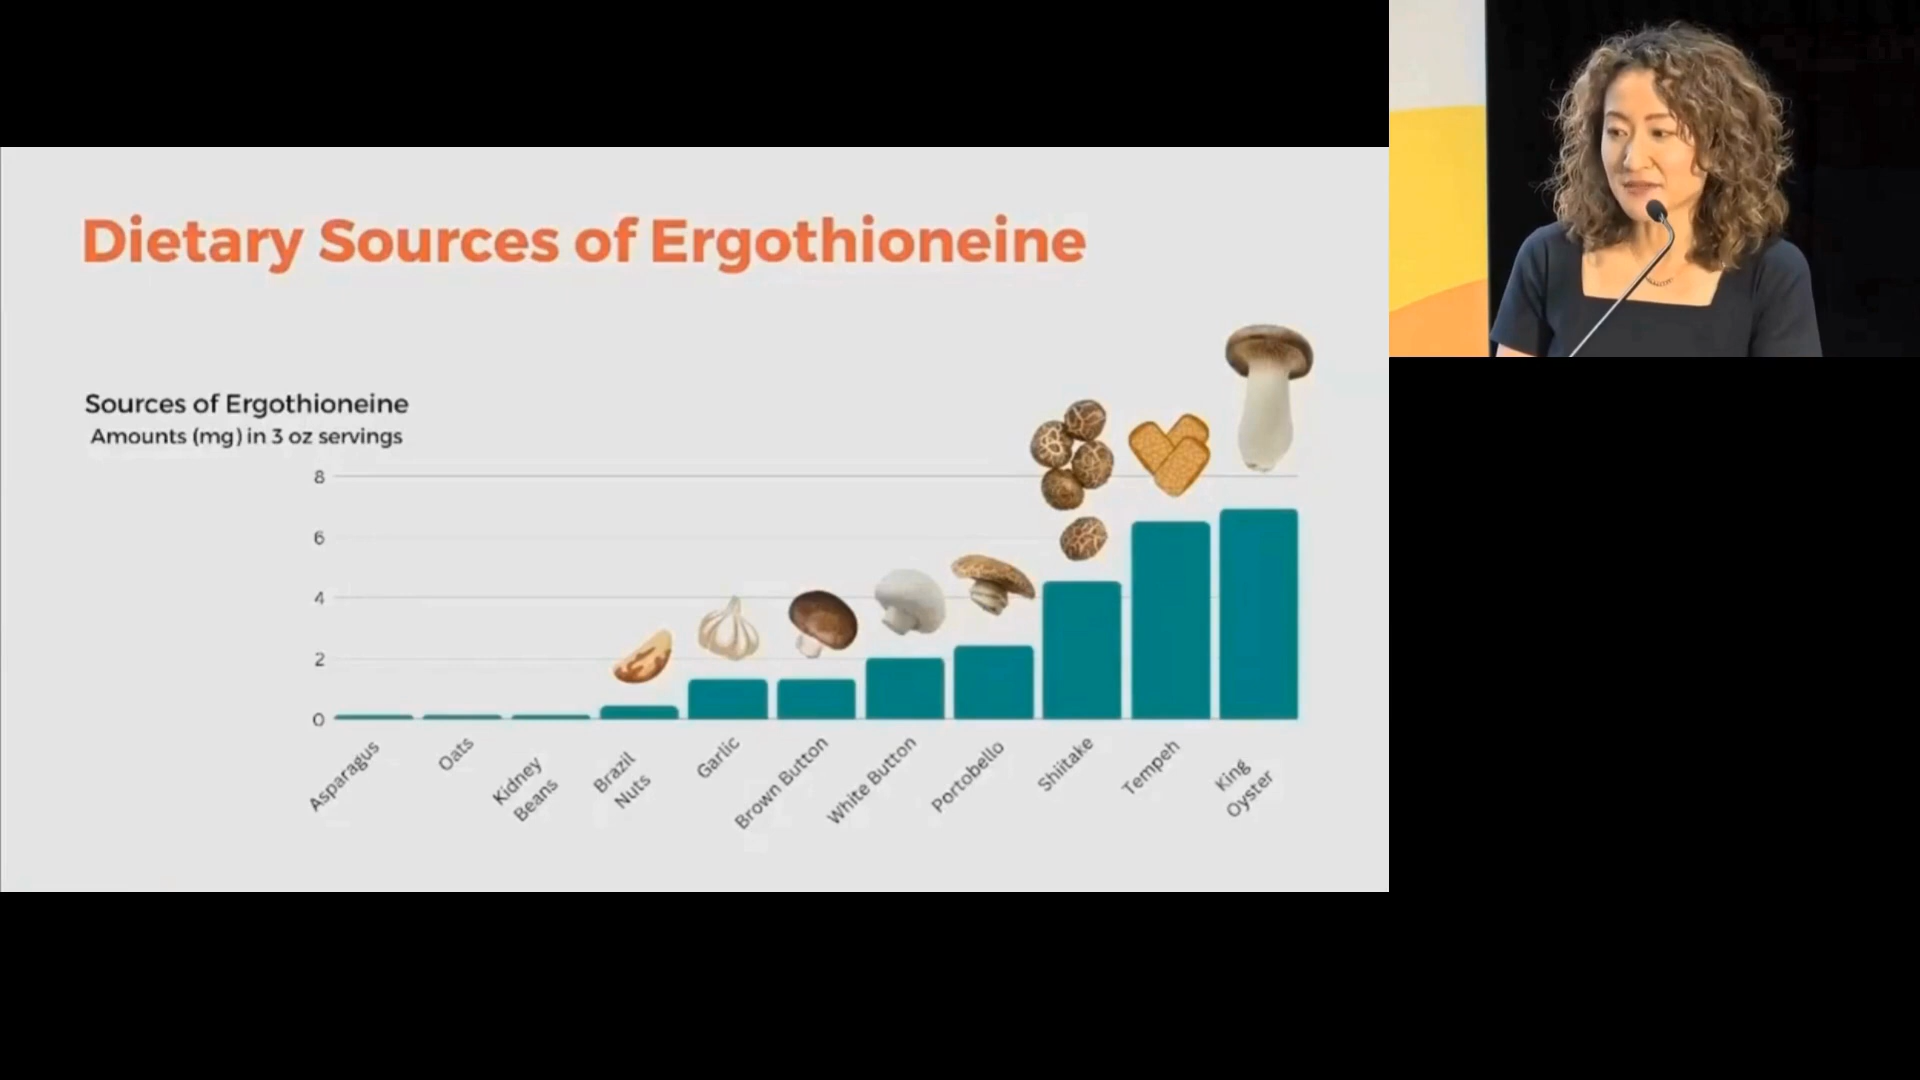 Dietary Sources of Ergothioneine
Sources of Ergothioneine
Amounts (mg) in 3 oz servings
8
6
4
2
0
Asparagus
Oats
Kidney
Beans
Brazil
Nuts
Garlic
Brown Button
White Button
Portobello
Shiitake
Tempeh
King
Oyster